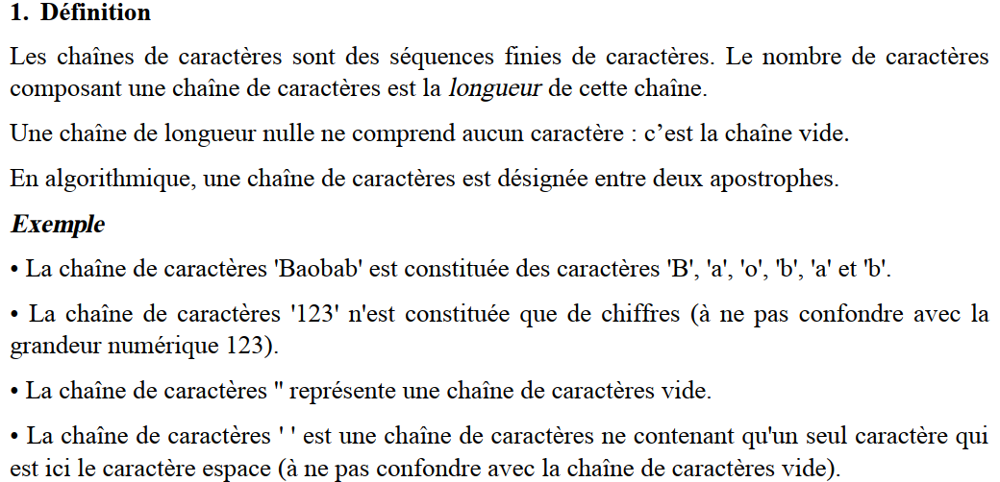 1. Définition
Les chaînes de caractères sont des séquences finies de caractères. Le nombre de caractères
composant une chaîne de caractères est la longueur de cette chaîne.
Une chaîne de longueur nulle ne comprend aucun caractère : c’est la chaîne vide.
En algorithmique, une chaîne de caractères est désignée entre deux apostrophes.
Exemple
• La chaîne de caractères 'Baobab' est constituée des caractères 'B', 'a', 'o', 'b', 'a' et 'b'.
• La chaîne de caractères '123' n'est constituée que de chiffres (à ne pas confondre avec la
grandeur numérique 123).
• La chaîne de caractères '' représente une chaîne de caractères vide.
• La chaîne de caractères ' ' est une chaîne de caractères ne contenant qu'un seul caractère qui
est ici le caractère espace (à ne pas confondre avec la chaîne de caractères vide).